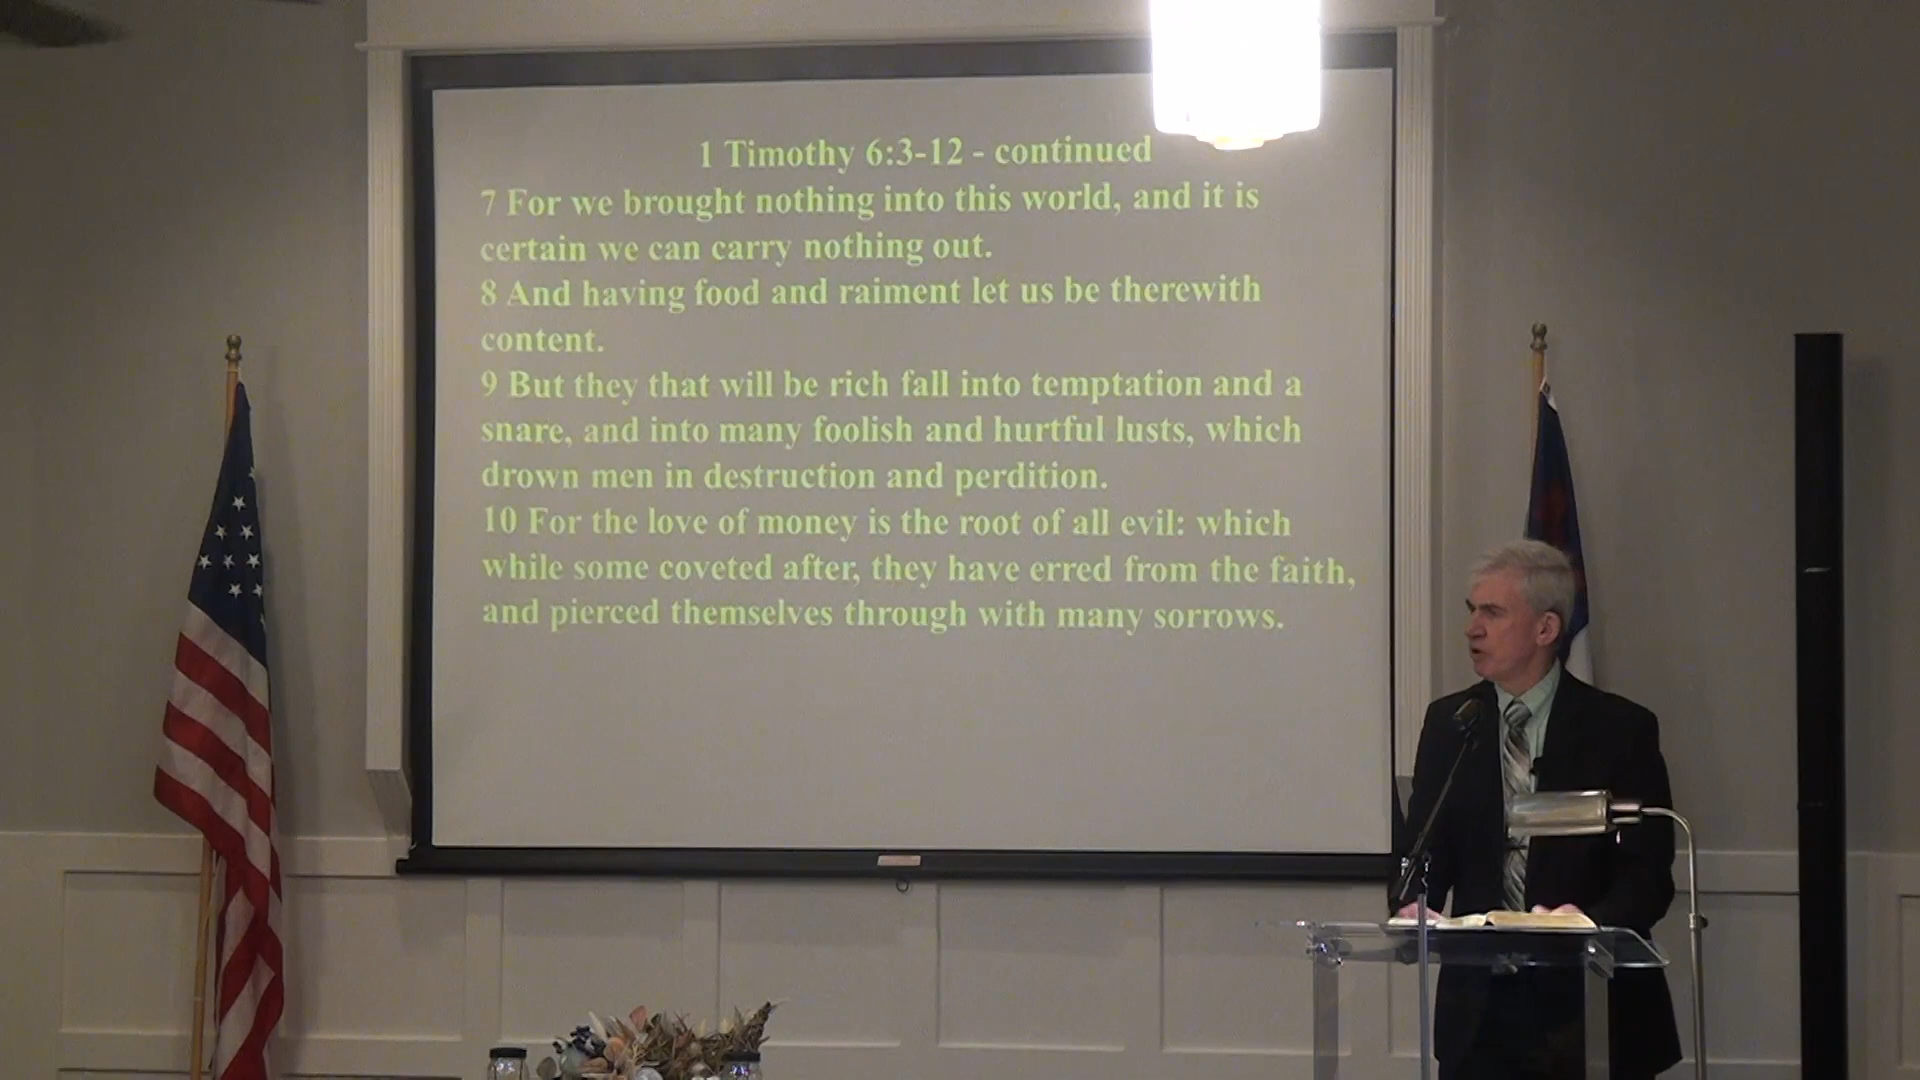 1 Timothy 6:3-12 - continued
7 For we brought nothing into this world, and it is
certain we can carry nothing out.
8 And having food and raiment let us be therewith
content.
9 But they that will be rich fall into temptation and a
snare, and into many foolish and hurtful lusts, which
drown men in destruction and perdition.
10 For the love of money is the root of all evil: which
while some coveted after, they have erred from the faith,
and pierced themselves through with many sorrows.